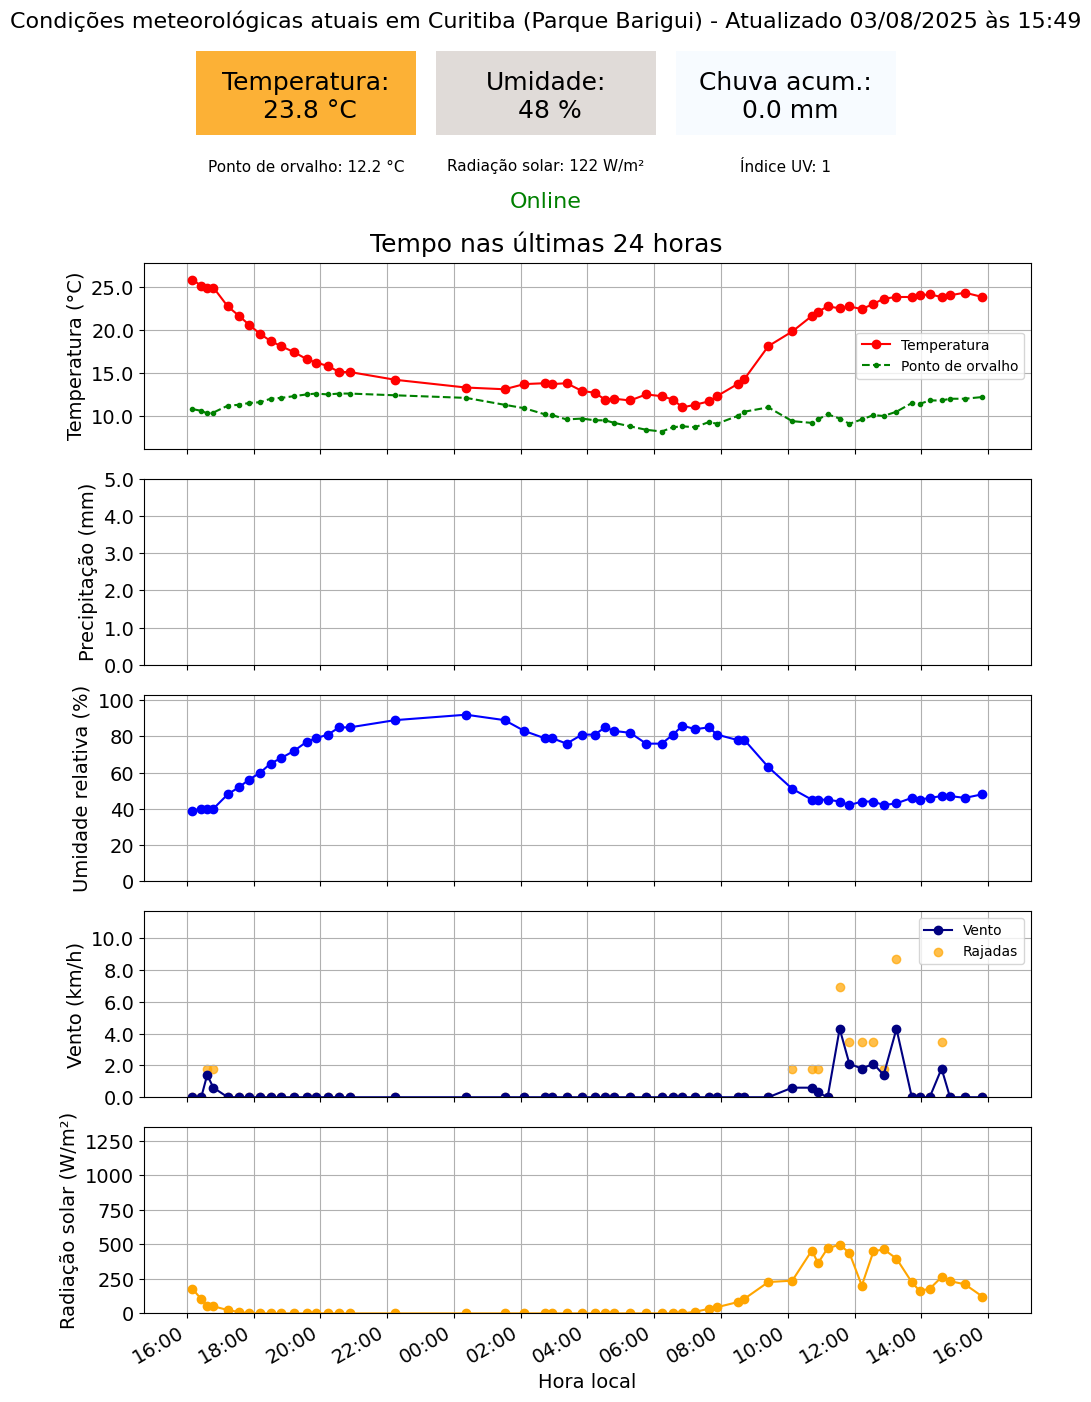 Condições meteorológicas atuais em Curitiba (Parque Barigui) - Atualizado 03/08/2025 às 15:49
Temperatura:
23.8 °C
Umidade:
48 %
Chuva acum.:
0.0 mm
Ponto de orvalho: 12.2 °C
Radiação solar: 122 W/m²
Índice UV: 1
Online
Tempo nas últimas 24 horas
Temperatura (°C)
25.0
20.0
15.0
10.0
Temperatura
Ponto de orvalho
Precipitação (mm)
5.0
4.0
3.0
2.0
1.0
0.0
Umidade relativa (%)
100
80
60
40
20
0
Vento (km/h)
10.0
8.0
6.0
4.0
2.0
0.0
Vento
Rajadas
Radiação solar (W/m²)
1250
1000
750
500
250
0
16:00
18:00
20:00
22:00
00:00
02:00
04:00
06:00
08:00
10:00
12:00
14:00
16:00
Hora local